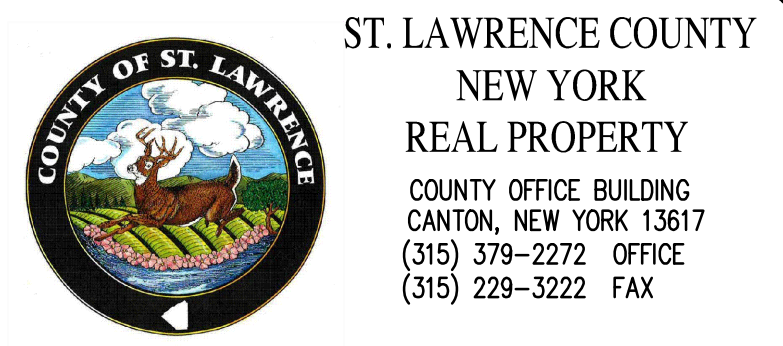 COUNTY OF ST. LAWRENCE
ST. LAWRENCE COUNTY
NEW YORK
REAL PROPERTY
COUNTY OFFICE BUILDING
CANTON, NEW YORK 13617
(315) 379-2272 OFFICE
(315) 229-3222 FAX